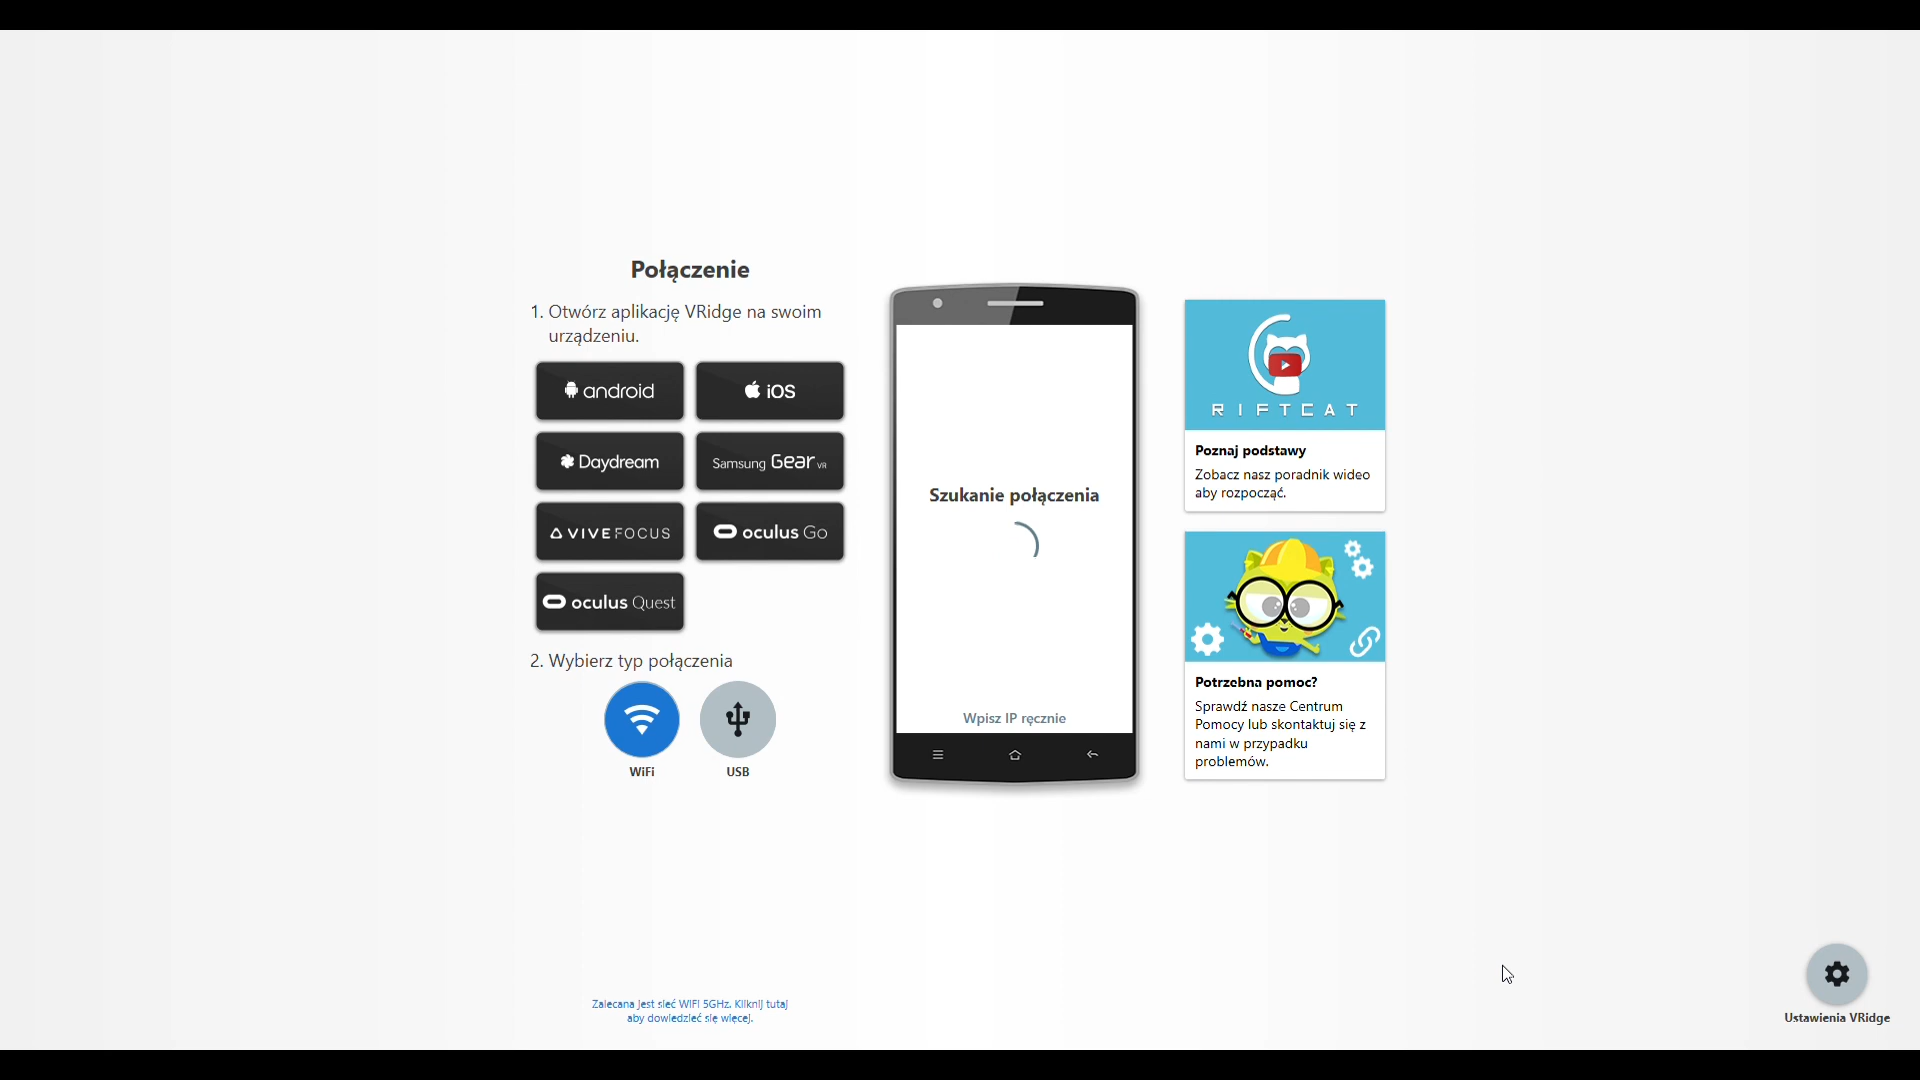 Połączenie
1. Otwórz aplikację VRidge na swoim
urządzeniu.
android
iOS
Daydream
Samsung Gear VR
VIVE FOCUS
oculus Go
oculus Quest
2. Wybierz typ połączenia
WiFi
USB
Zalecana jest sieć WIFI 5GHz. Kliknij tutaj
aby dowiedzieć się więcej.
Szukanie połączenia
Wpisz IP ręcznie
RIFTCAT
Poznaj podstawy
Zobacz nasz poradnik wideo
aby rozpocząć.
Potrzebna pomoc?
Sprawdź nasze Centrum
Pomocy lub skontaktuj się z
nami w przypadku
problemów.
Ustawienia VRidge